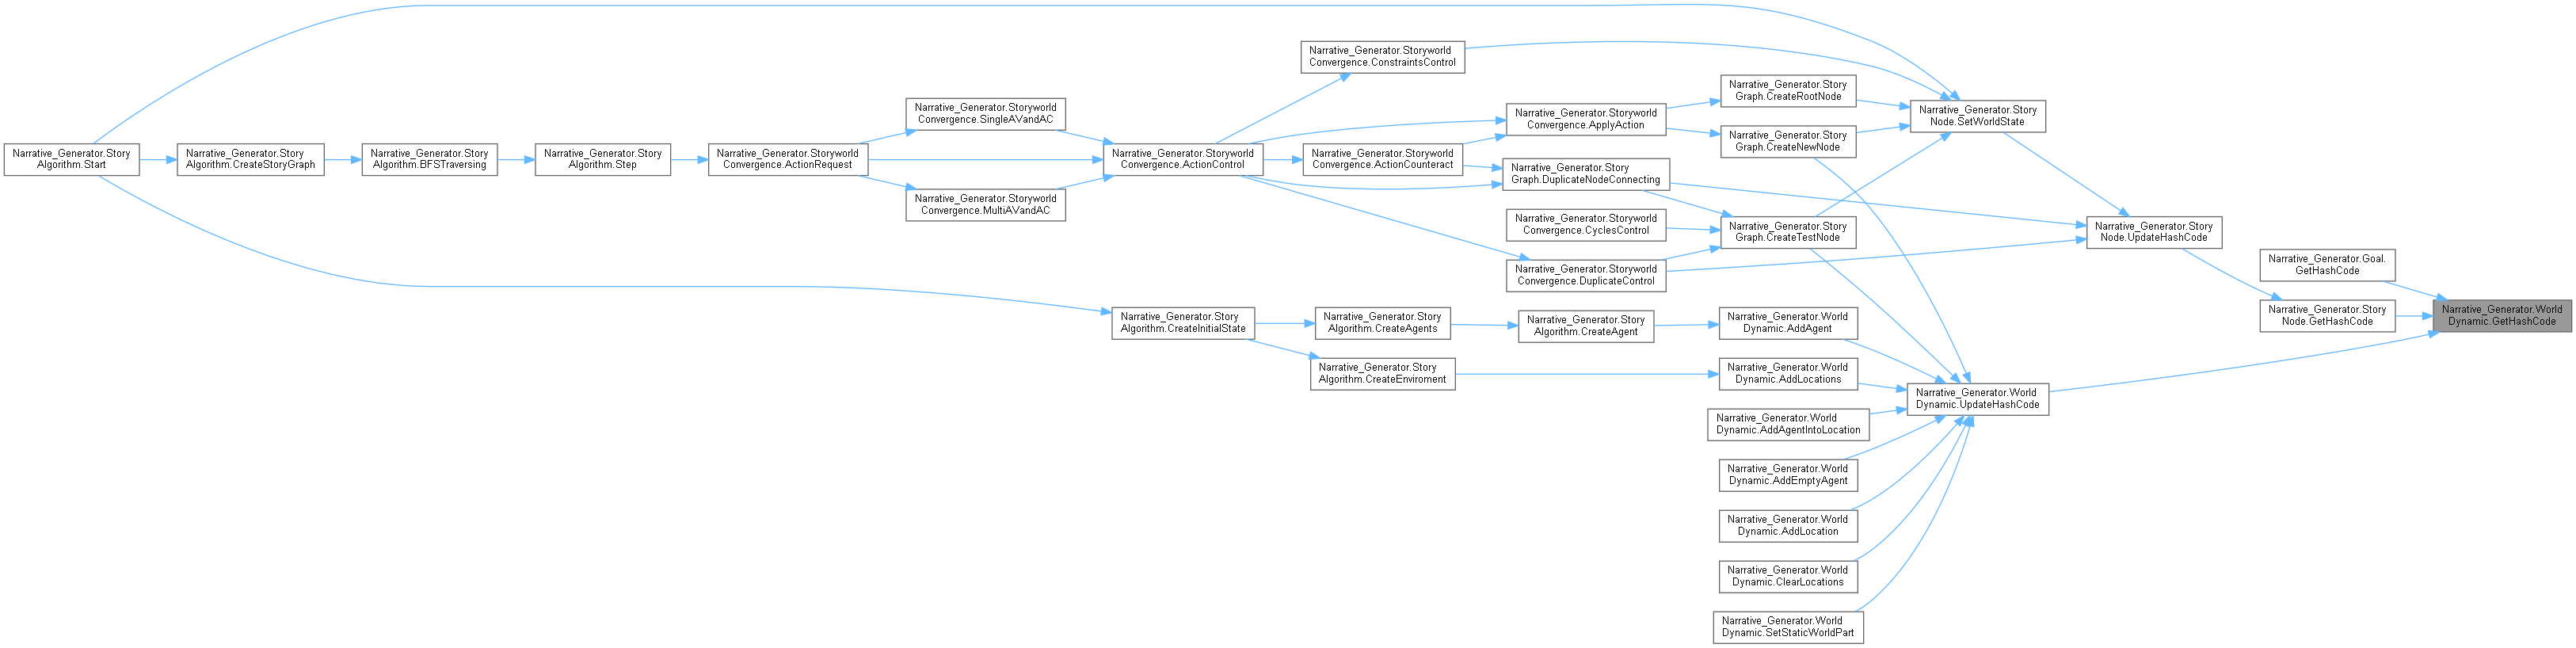 Narrative_Generator.Story
Algorithm.Start
Narrative_Generator.Story
Algorithm.CreateStoryGraph
Narrative_Generator.Story
Algorithm.BFSTraversing
Narrative_Generator.Story
Algorithm.Step
Narrative_Generator.Storyworld
Convergence.ActionRequest
Narrative_Generator.Storyworld
Convergence.SingleAVandAC
Narrative_Generator.Storyworld
Convergence.MultiAVandAC
Narrative_Generator.Storyworld
Convergence.ActionControl
Narrative_Generator.Storyworld
Convergence.ConstraintsControl
Narrative_Generator.Storyworld
Convergence.ActionCounteract
Narrative_Generator.Storyworld
Convergence.ApplyAction
Narrative_Generator.Story
Graph.DuplicateNodeConnecting
Narrative_Generator.Storyworld
Convergence.CyclesControl
Narrative_Generator.Storyworld
Convergence.DuplicateControl
Narrative_Generator.Story
Graph.CreateRootNode
Narrative_Generator.Story
Graph.CreateNewNode
Narrative_Generator.Story
Graph.CreateTestNode
Narrative_Generator.Story
Node.SetWorldState
Narrative_Generator.Story
Node.UpdateHashCode
Narrative_Generator.Goal.
GetHashCode
Narrative_Generator.Story
Node.GetHashCode
Narrative_Generator.World
Dynamic.GetHashCode
Narrative_Generator.Story
Algorithm.CreateInitialState
Narrative_Generator.Story
Algorithm.CreateAgents
Narrative_Generator.Story
Algorithm.CreateAgent
Narrative_Generator.Story
Algorithm.CreateEnviroment
Narrative_Generator.World
Dynamic.AddAgent
Narrative_Generator.World
Dynamic.AddLocations
Narrative_Generator.World
Dynamic.AddAgentIntoLocation
Narrative_Generator.World
Dynamic.AddEmptyAgent
Narrative_Generator.World
Dynamic.AddLocation
Narrative_Generator.World
Dynamic.ClearLocations
Narrative_Generator.World
Dynamic.SetStaticWorldPart
Narrative_Generator.World
Dynamic.UpdateHashCode